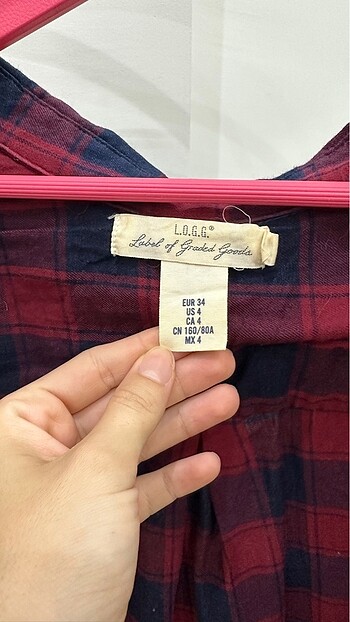 L.O.G.G.®
Label of Graded Goods
EUR 34
US 4
CA 4
CN 160/80A
MX 4